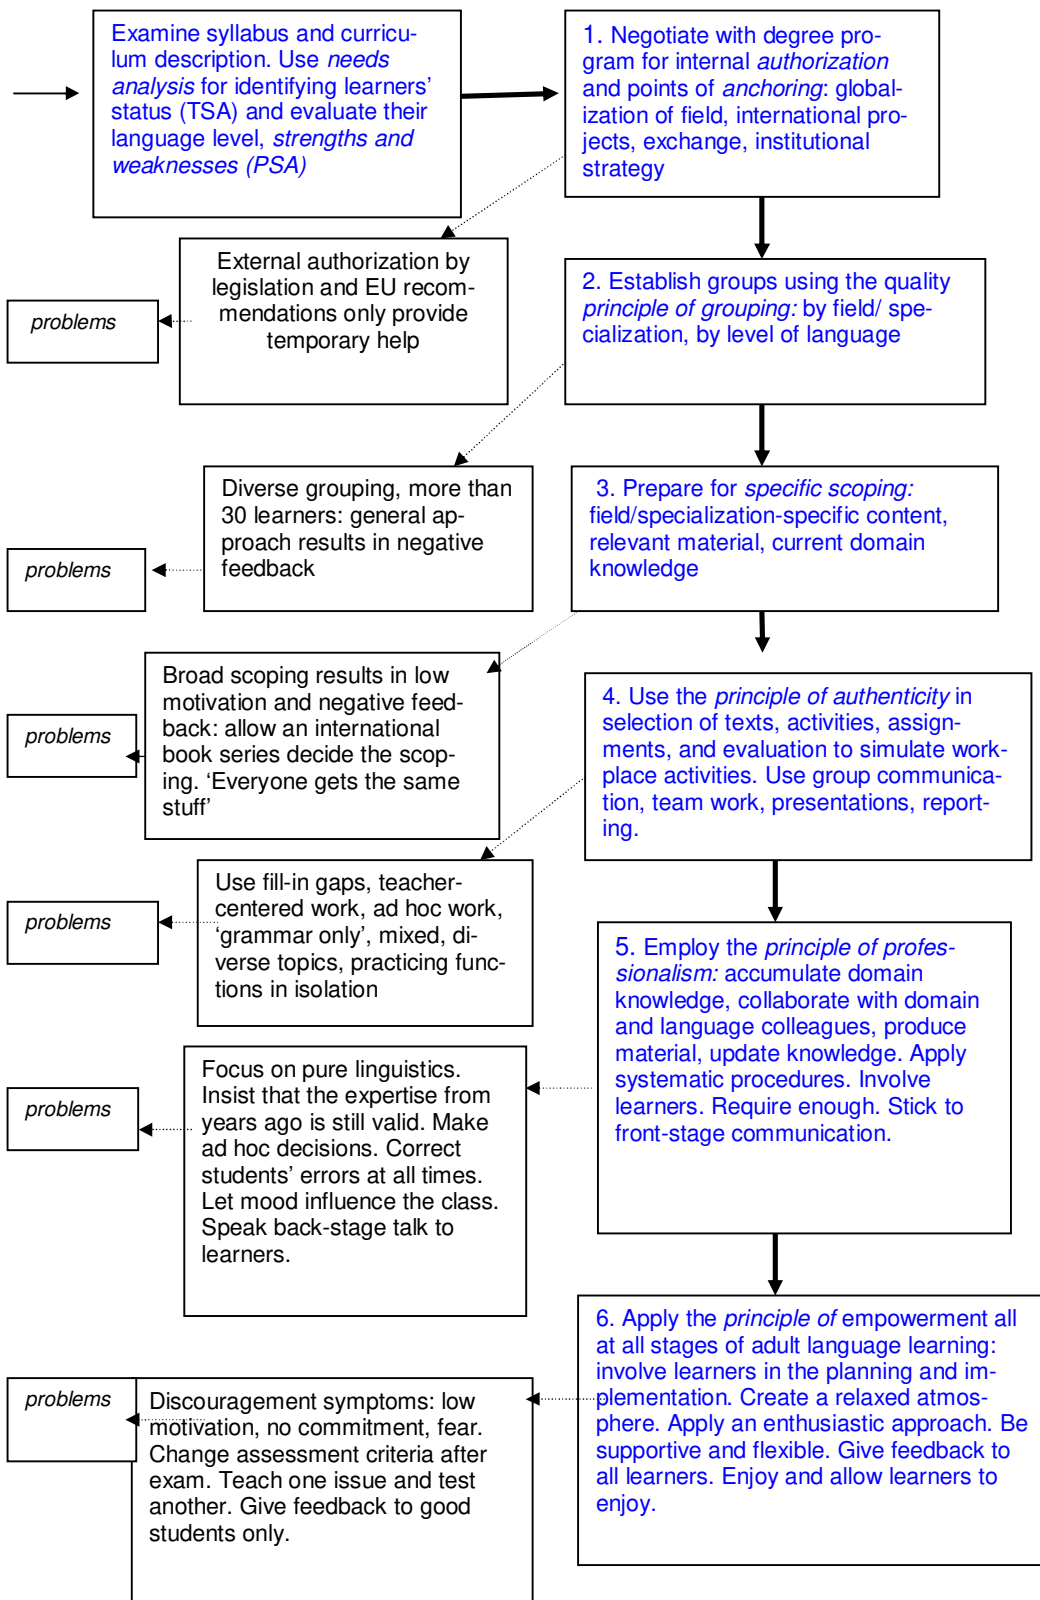 Examine syllabus and curricu-
lum description. Use needs
analysis for identifying learners’
status (TSA) and evaluate their
language level, strengths and
weaknesses (PSA)
1. Negotiate with degree pro-
gram for internal authorization
and points of anchoring: global-
ization of field, international pro-
jects, exchange, institutional
strategy
External authorization by
legislation and EU recom-
mendations only provide
temporary help
problems
2. Establish groups using the quality
principle of grouping: by field/ spe-
cialization, by level of language
Diverse grouping, more than
30 learners: general ap-
proach results in negative
feedback
problems
3. Prepare for specific scoping:
field/specialization-specific content,
relevant material, current domain
knowledge
Broad scoping results in low
motivation and negative feed-
back: allow an international
book series decide the scop-
ing. ‘Everyone gets the same
stuff’
problems
4. Use the principle of authenticity in
selection of texts, activities, assign-
ments, and evaluation to simulate work-
place activities. Use group communica-
tion, team work, presentations, report-
ing.
Use fill-in gaps, teacher-
centered work, ad hoc work,
‘grammar only’, mixed, di-
verse topics, practicing func-
tions in isolation
problems
5. Employ the principle of profes-
sionalism: accumulate domain
knowledge, collaborate with domain
and language colleagues, produce
material, update knowledge. Apply
systematic procedures. Involve
learners. Require enough. Stick to
front-stage communication.
Focus on pure linguistics.
Insist that the expertise from
years ago is still valid. Make
ad hoc decisions. Correct
students’ errors at all times.
Let mood influence the class.
Speak back-stage talk to
learners.
problems
6. Apply the principle of empowerment all
at all stages of adult language learning:
involve learners in the planning and im-
plementation. Create a relaxed atmos-
phere. Apply an enthusiastic approach. Be
supportive and flexible. Give feedback to
all learners. Enjoy and allow learners to
enjoy.
Discouragement symptoms: low
motivation, no commitment, fear.
Change assessment criteria after
exam. Teach one issue and test
another. Give feedback to good
students only.
problems